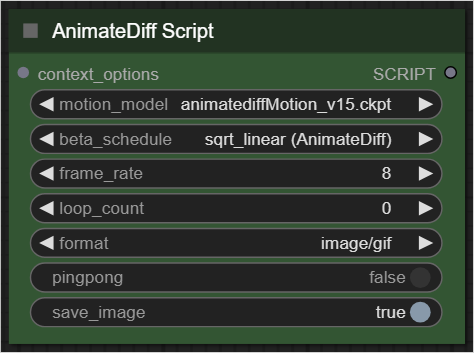 AnimateDiff Script
context_options SCRIPT
motion_model animatediffMotion_v15.ckpt
beta_schedule sqrt_linear (AnimateDiff)
frame_rate 8
loop_count 0
format image/gif
pingpong false
save_image true